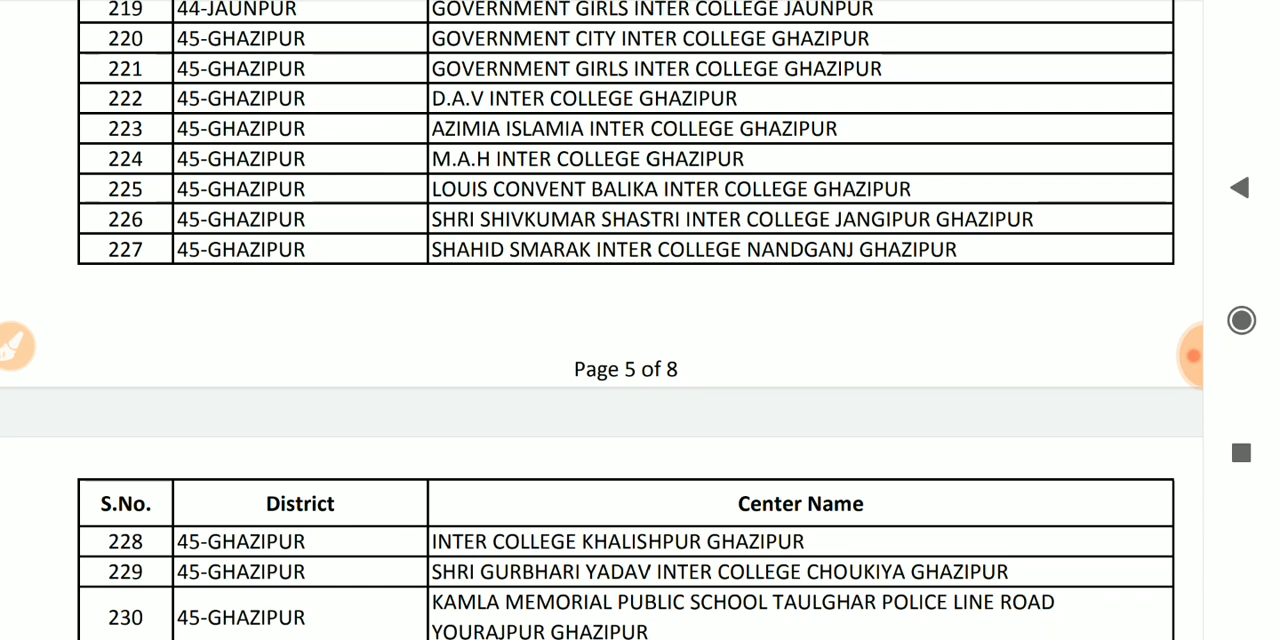 219 44-JAUNPUR GOVERNMENT GIRLS INTER COLLEGE JAUNPUR
220 45-GHAZIPUR GOVERNMENT CITY INTER COLLEGE GHAZIPUR
221 45-GHAZIPUR GOVERNMENT GIRLS INTER COLLEGE GHAZIPUR
222 45-GHAZIPUR D.A.V INTER COLLEGE GHAZIPUR
223 45-GHAZIPUR AZIMIA ISLAMIA INTER COLLEGE GHAZIPUR
224 45-GHAZIPUR M.A.H INTER COLLEGE GHAZIPUR
225 45-GHAZIPUR LOUIS CONVENT BALIKA INTER COLLEGE GHAZIPUR
226 45-GHAZIPUR SHRI SHIVKUMAR SHASTRI INTER COLLEGE JANGIPUR GHAZIPUR
227 45-GHAZIPUR SHAHID SMARAK INTER COLLEGE NANDGANJ GHAZIPUR
Page 5 of 8
S.No. District Center Name
228 45-GHAZIPUR INTER COLLEGE KHALISHPUR GHAZIPUR
229 45-GHAZIPUR SHRI GURBHARI YADAV INTER COLLEGE CHOUKIYA GHAZIPUR
230 45-GHAZIPUR KAMLA MEMORIAL PUBLIC SCHOOL TAULGHAR POLICE LINE ROAD
YOURAJPUR GHAZIPUR